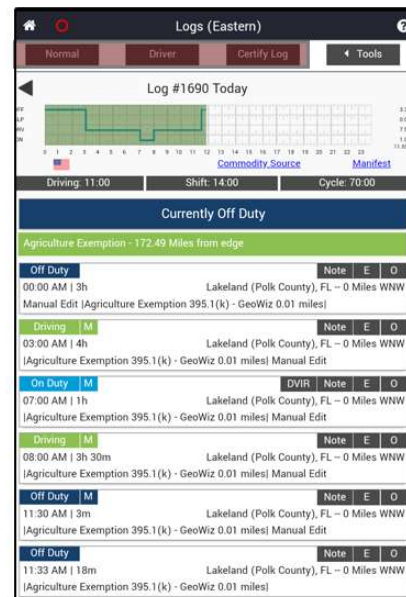 Logs (Eastern)
Normal Driver Certify Log Tools
Log #1690 Today
0 1 2 3 4 5 6 7 8 9 10 11 12 13 14 15 16 17 18 19 20 21 22 23
Commodity Source Manifest
Driving: 11:00 Shift: 14:00 Cycle: 70:00
Currently Off Duty
Agriculture Exemption - 172.49 Miles from edge
Off Duty Note E O
00:00 AM | 3h Lakeland (Polk County), FL -- 0 Miles WNW
Manual Edit |Agriculture Exemption 395.1(k) - GeoWiz 0.01 miles|
Driving M Note E O
03:00 AM | 4h Lakeland (Polk County), FL -- 0 Miles WNW
|Agriculture Exemption 395.1(k) - GeoWiz 0.01 miles| Manual Edit
On Duty M DVIR Note E O
07:00 AM | 1h Lakeland (Polk County), FL -- 0 Miles WNW
|Agriculture Exemption 395.1(k) - GeoWiz 0.01 miles| Manual Edit
Driving M Note E O
08:00 AM | 3h 30m Lakeland (Polk County), FL -- 0 Miles WNW
|Agriculture Exemption 395.1(k) - GeoWiz 0.01 miles| Manual Edit
Off Duty M Note E O
11:30 AM | 3m Lakeland (Polk County), FL -- 0 Miles WNW
|Agriculture Exemption 395.1(k) - GeoWiz 0.01 miles| Manual Edit
Off Duty Note E O
11:33 AM | 18m Lakeland (Polk County), FL -- 0 Miles WNW
|Agriculture Exemption 395.1(k) - GeoWiz 0.01 miles|